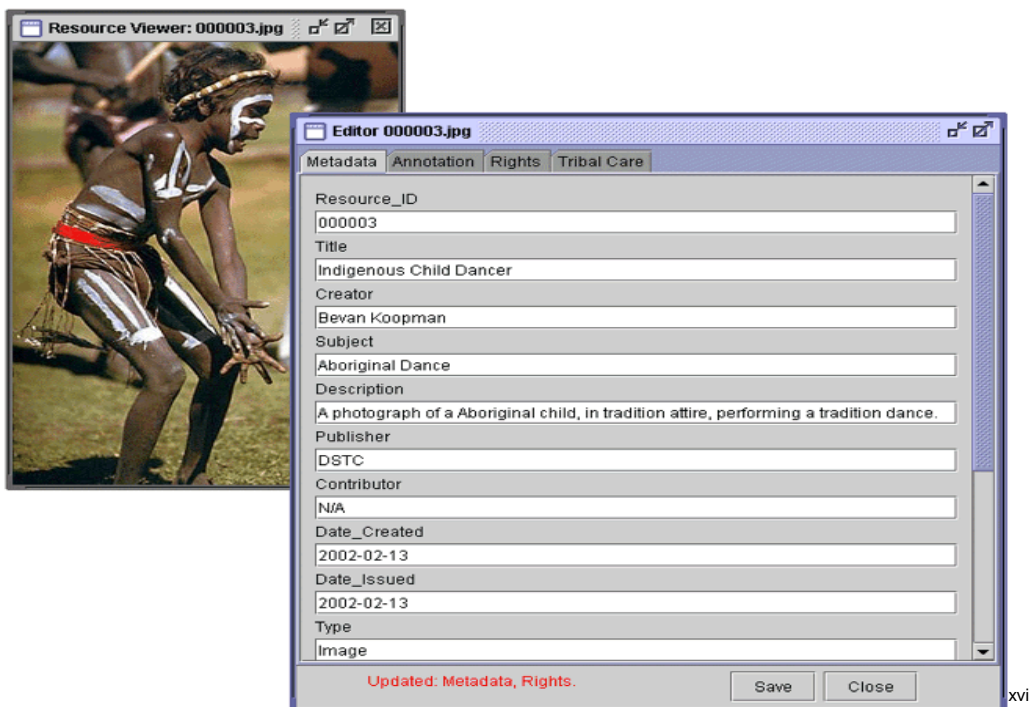 Resource Viewer: 000003.jpg
Editor 000003.jpg
Metadata Annotation Rights Tribal Care
Resource_ID
000003
Title
Indigenous Child Dancer
Creator
Bevan Koopman
Subject
Aboriginal Dance
Description
A photograph of a Aboriginal child, in tradition attire, performing a tradition dance.
Publisher
DSTC
Contributor
N/A
Date_Created
2002-02-13
Date_Issued
2002-02-13
Type
Image
Updated: Metadata, Rights.
Save Close
xvi